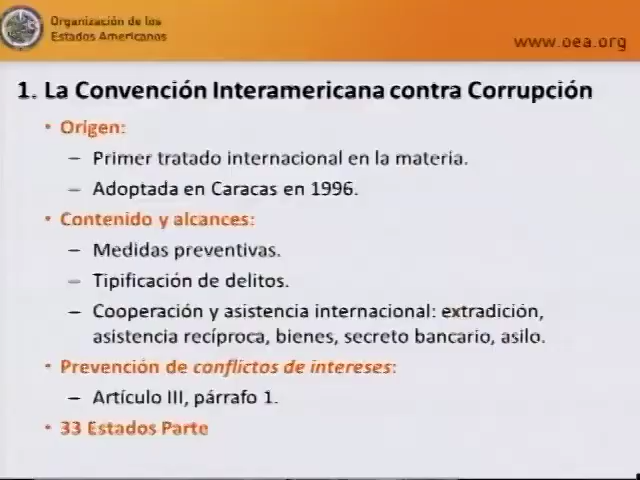 Organización de los
Estados Americanos
www.oea.org
1. La Convención Interamericana contra Corrupción
• Origen:
– Primer tratado internacional en la materia.
– Adoptada en Caracas en 1996.
• Contenido y alcances:
– Medidas preventivas.
– Tipificación de delitos.
– Cooperación y asistencia internacional: extradición,
asistencia recíproca, bienes, secreto bancario, asilo.
• Prevención de conflictos de intereses:
– Artículo III, párrafo 1.
• 33 Estados Parte